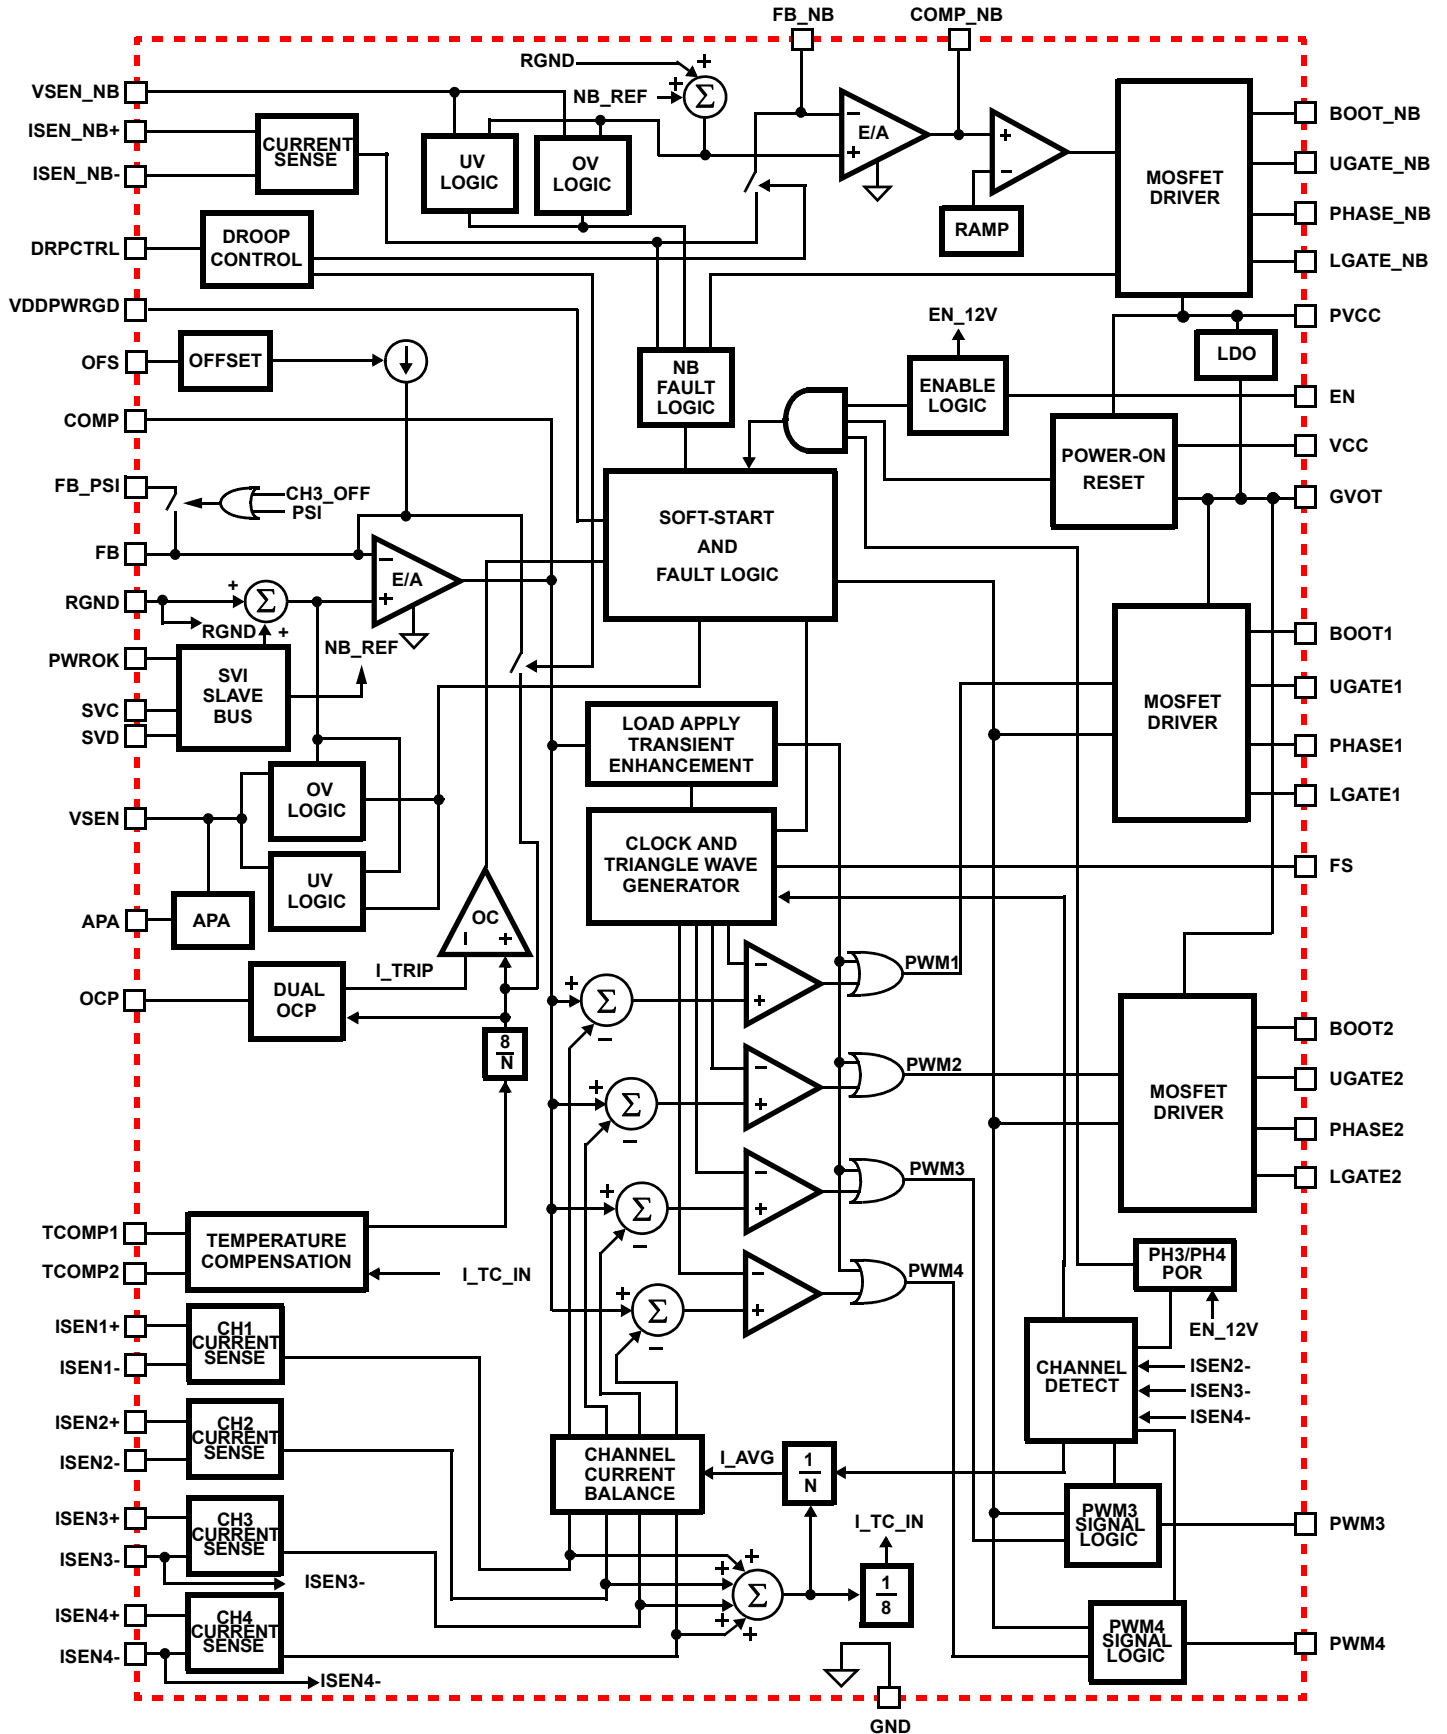 FB_NB
COMP_NB
RGND
+
NB_REF
+
Σ
VSEN_NB
ISEN_NB+
ISEN_NB-
CURRENT
SENSE
UV
LOGIC
OV
LOGIC
−
E/A
+
+
−
RAMP
MOSFET
DRIVER
BOOT_NB
UGATE_NB
PHASE_NB
LGATE_NB
DRPCTRL
DROOP
CONTROL
VDDPWRGD
OFS
OFFSET
COMP
NB
FAULT
LOGIC
EN_12V
ENABLE
LOGIC
LDO
PVCC
EN
POWER-ON
RESET
VCC
GVOT
FB_PSI
CH3_OFF
PSI
FB
SOFT-START
AND
FAULT LOGIC
−
E/A
+
RGND
+
Σ
RGND
+
NB_REF
PWROK
SVC
SVD
SVI
SLAVE
BUS
MOSFET
DRIVER
BOOT1
UGATE1
PHASE1
LGATE1
LOAD APPLY
TRANSIENT
ENHANCEMENT
VSEN
OV
LOGIC
UV
LOGIC
CLOCK AND
TRIANGLE WAVE
GENERATOR
FS
APA
APA
OC
−
+
I_TRIP
OCP
DUAL
OCP
8
N
+
Σ
−
−
+
PWM1
+
Σ
−
−
+
PWM2
MOSFET
DRIVER
BOOT2
UGATE2
PHASE2
LGATE2
+
Σ
−
−
+
PWM3
+
Σ
−
−
+
PWM4
TCOMP1
TCOMP2
TEMPERATURE
COMPENSATION
I_TC_IN
PH3/PH4
POR
EN_12V
CHANNEL
DETECT
ISEN2-
ISEN3-
ISEN4-
ISEN1+
ISEN1-
CH1
CURRENT
SENSE
ISEN2+
ISEN2-
CH2
CURRENT
SENSE
CHANNEL
CURRENT
BALANCE
I_AVG
1
N
ISEN3+
ISEN3-
CH3
CURRENT
SENSE
ISEN3-
I_TC_IN
1
8
+
+
+
+
Σ
PWM3
SIGNAL
LOGIC
PWM3
ISEN4+
ISEN4-
CH4
CURRENT
SENSE
ISEN4-
PWM4
SIGNAL
LOGIC
PWM4
GND